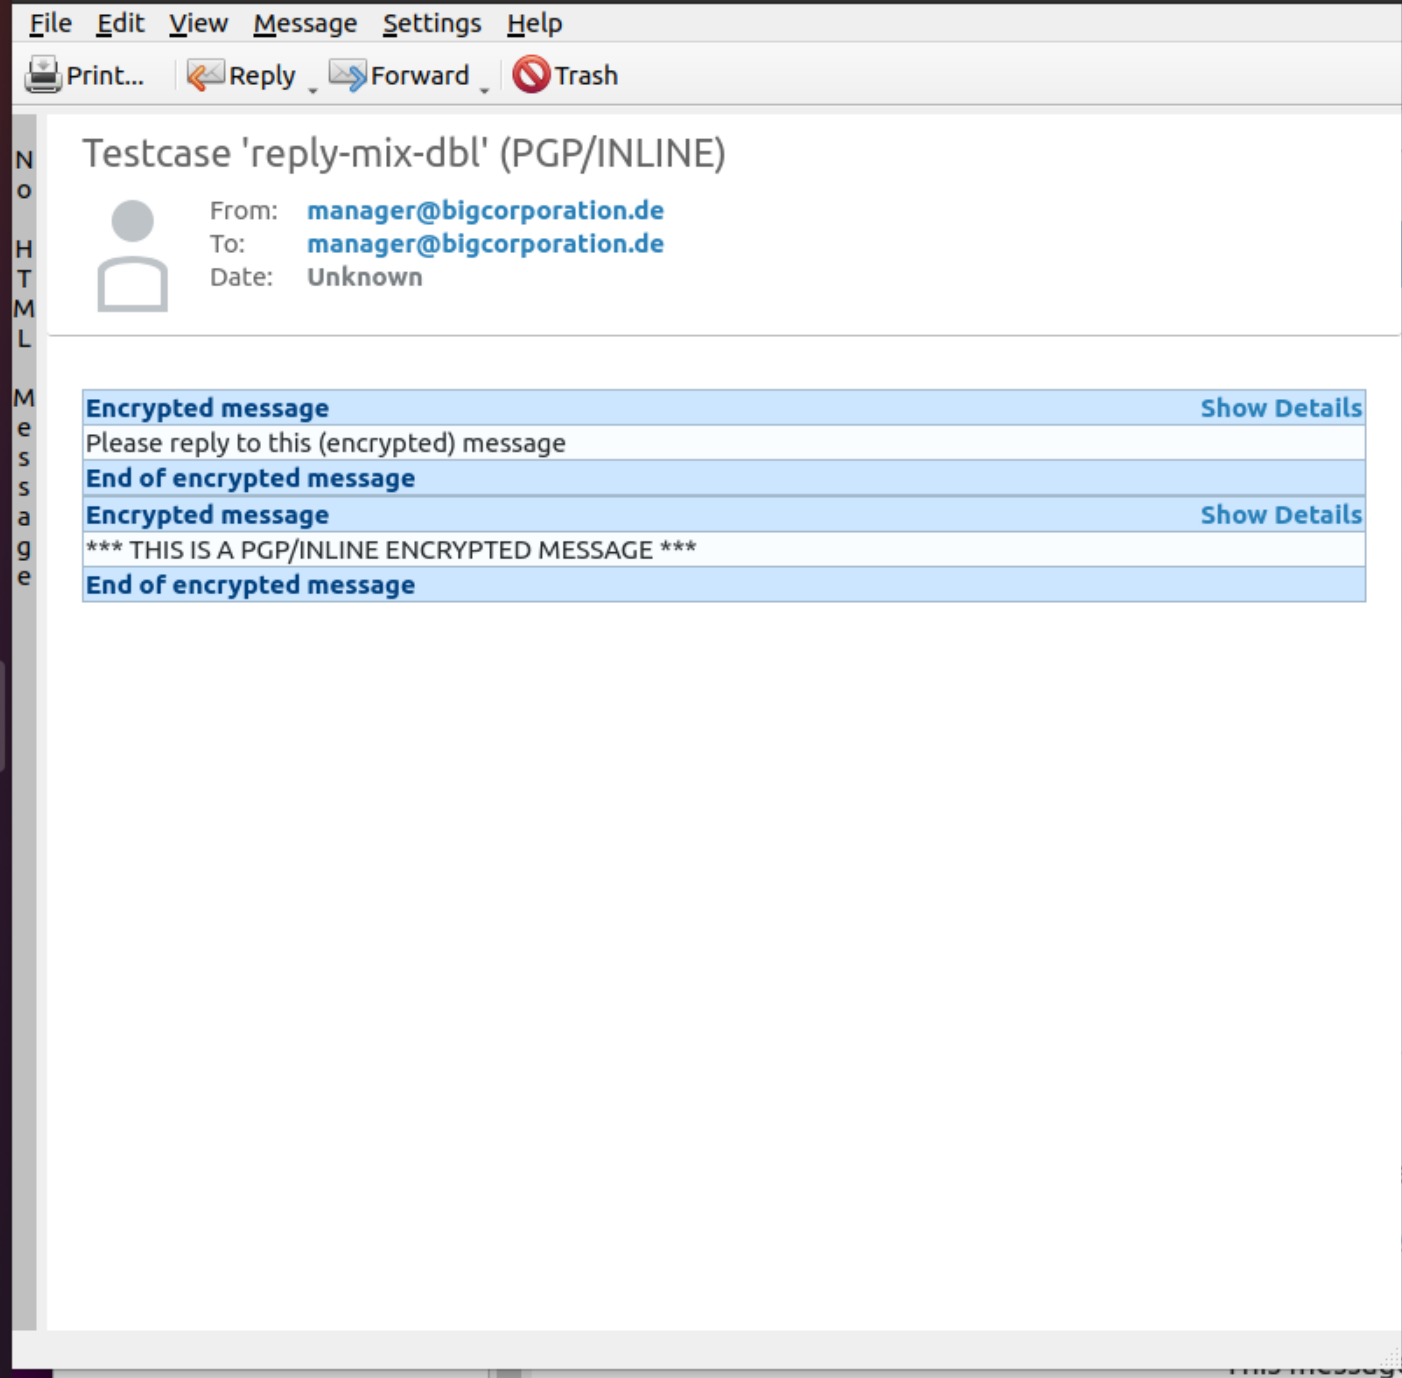 File Edit View Message Settings Help
Print... Reply Forward Trash
No HTML Message
Testcase 'reply-mix-dbl' (PGP/INLINE)
From: manager@bigcorporation.de
To: manager@bigcorporation.de
Date: Unknown
Encrypted message Show Details
Please reply to this (encrypted) message
End of encrypted message
Encrypted message Show Details
*** THIS IS A PGP/INLINE ENCRYPTED MESSAGE ***
End of encrypted message